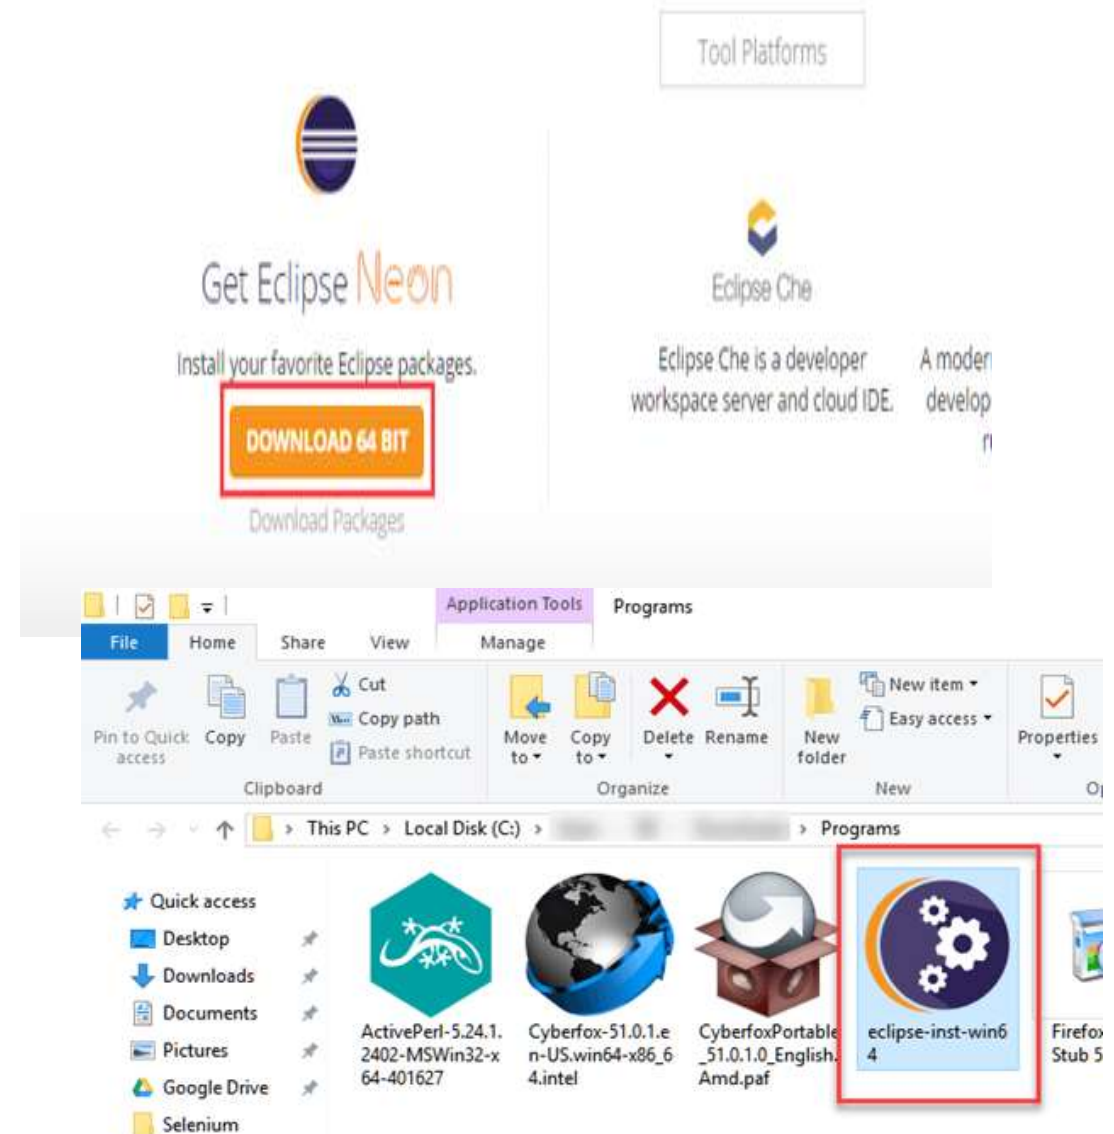 Tool Platforms
Get Eclipse Neon
Install your favorite Eclipse packages.
DOWNLOAD 64 BIT
Download Packages
Eclipse Che
Eclipse Che is a developer
workspace server and cloud IDE.
A modern
develop
Application Tools
Programs
File
Home
Share
View
Manage
Pin to Quick
access
Copy
Paste
Cut
Copy path
Paste shortcut
Clipboard
Move
to
Copy
to
Delete
Rename
Organize
New
folder
New item
Easy access
New
Properties
This PC > Local Disk (C:) >
> Programs
Quick access
Desktop
Downloads
Documents
Pictures
Google Drive
Selenium
ActivePerl-5.24.1.
2402-MSWin32-x
64-401627
Cyberfox-51.0.1.e
n-US.win64-x86_6
4.intel
CyberfoxPortable
_51.0.1.0_English.
Amd.paf
eclipse-inst-win6
4
Firefox
Stub 5